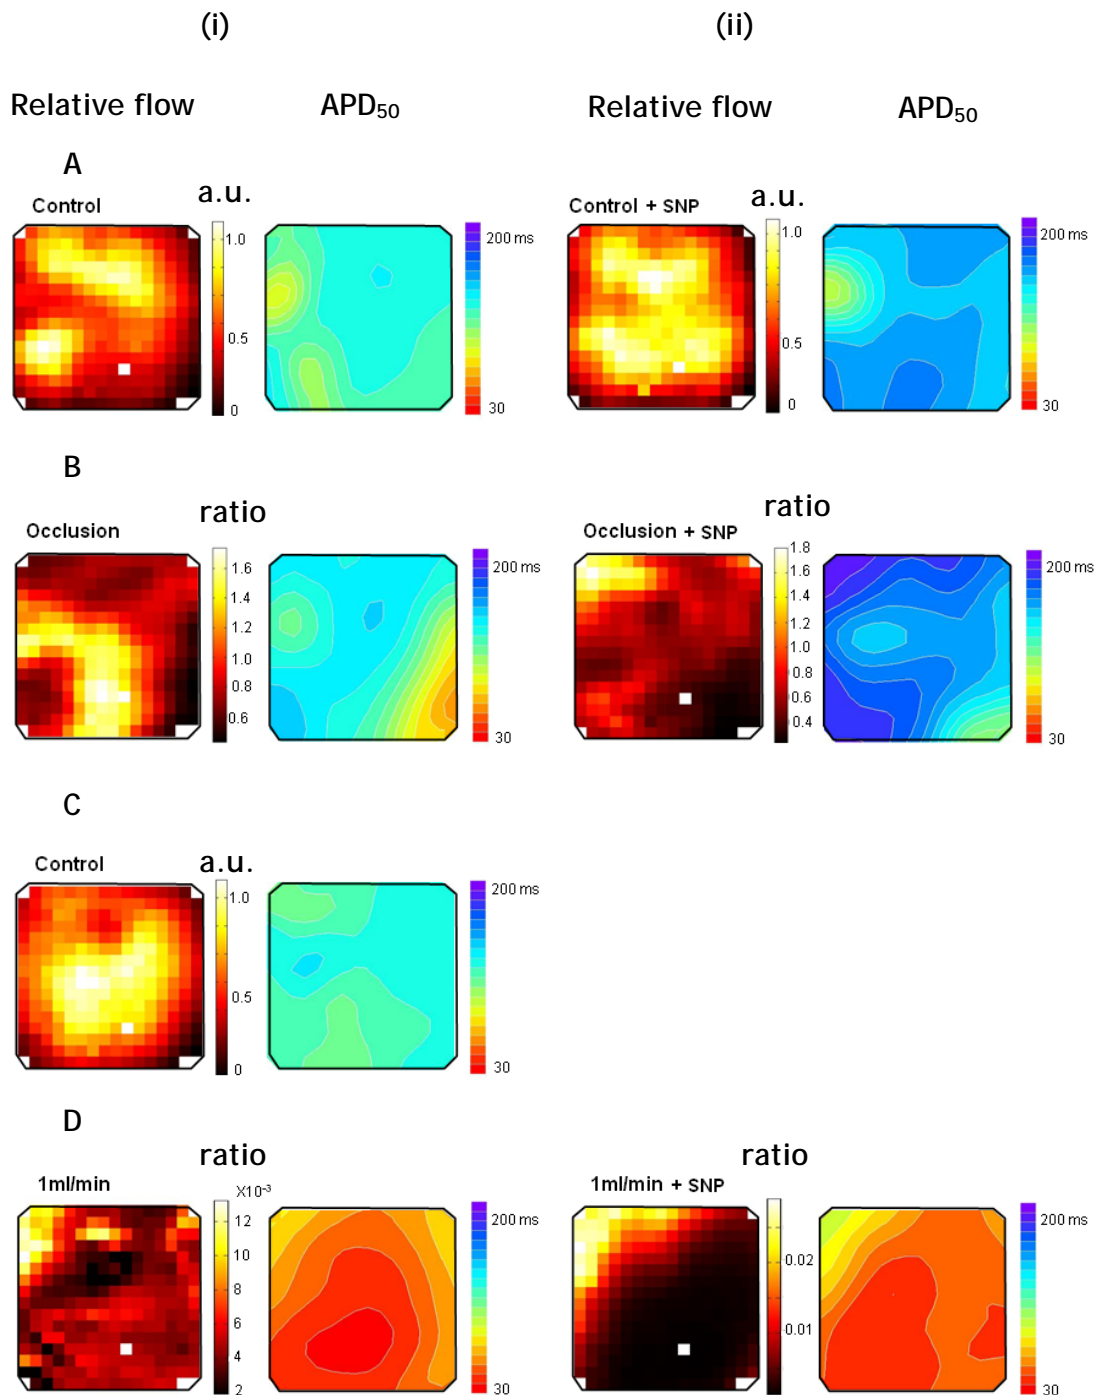 (i) (ii)
Relative flow APD50 Relative flow APD50
A
Control a.u. Control + SNP a.u.
1.0 200 ms 1.0 200 ms
0.5 0.5
0 30 0 30
B
Occlusion ratio Occlusion + SNP ratio
1.6 200 ms 1.8 200 ms
1.4 1.6
1.2 1.4
1.0 1.2
0.8 1.0
0.6 0.8
0.6
0.4
30 30
C
Control a.u.
1.0 200 ms
0.5
0 30
D
1ml/min ratio 1ml/min + SNP ratio
X10-3
12 200 ms 200 ms
10 0.02
8
6 0.01
4
2 30 30